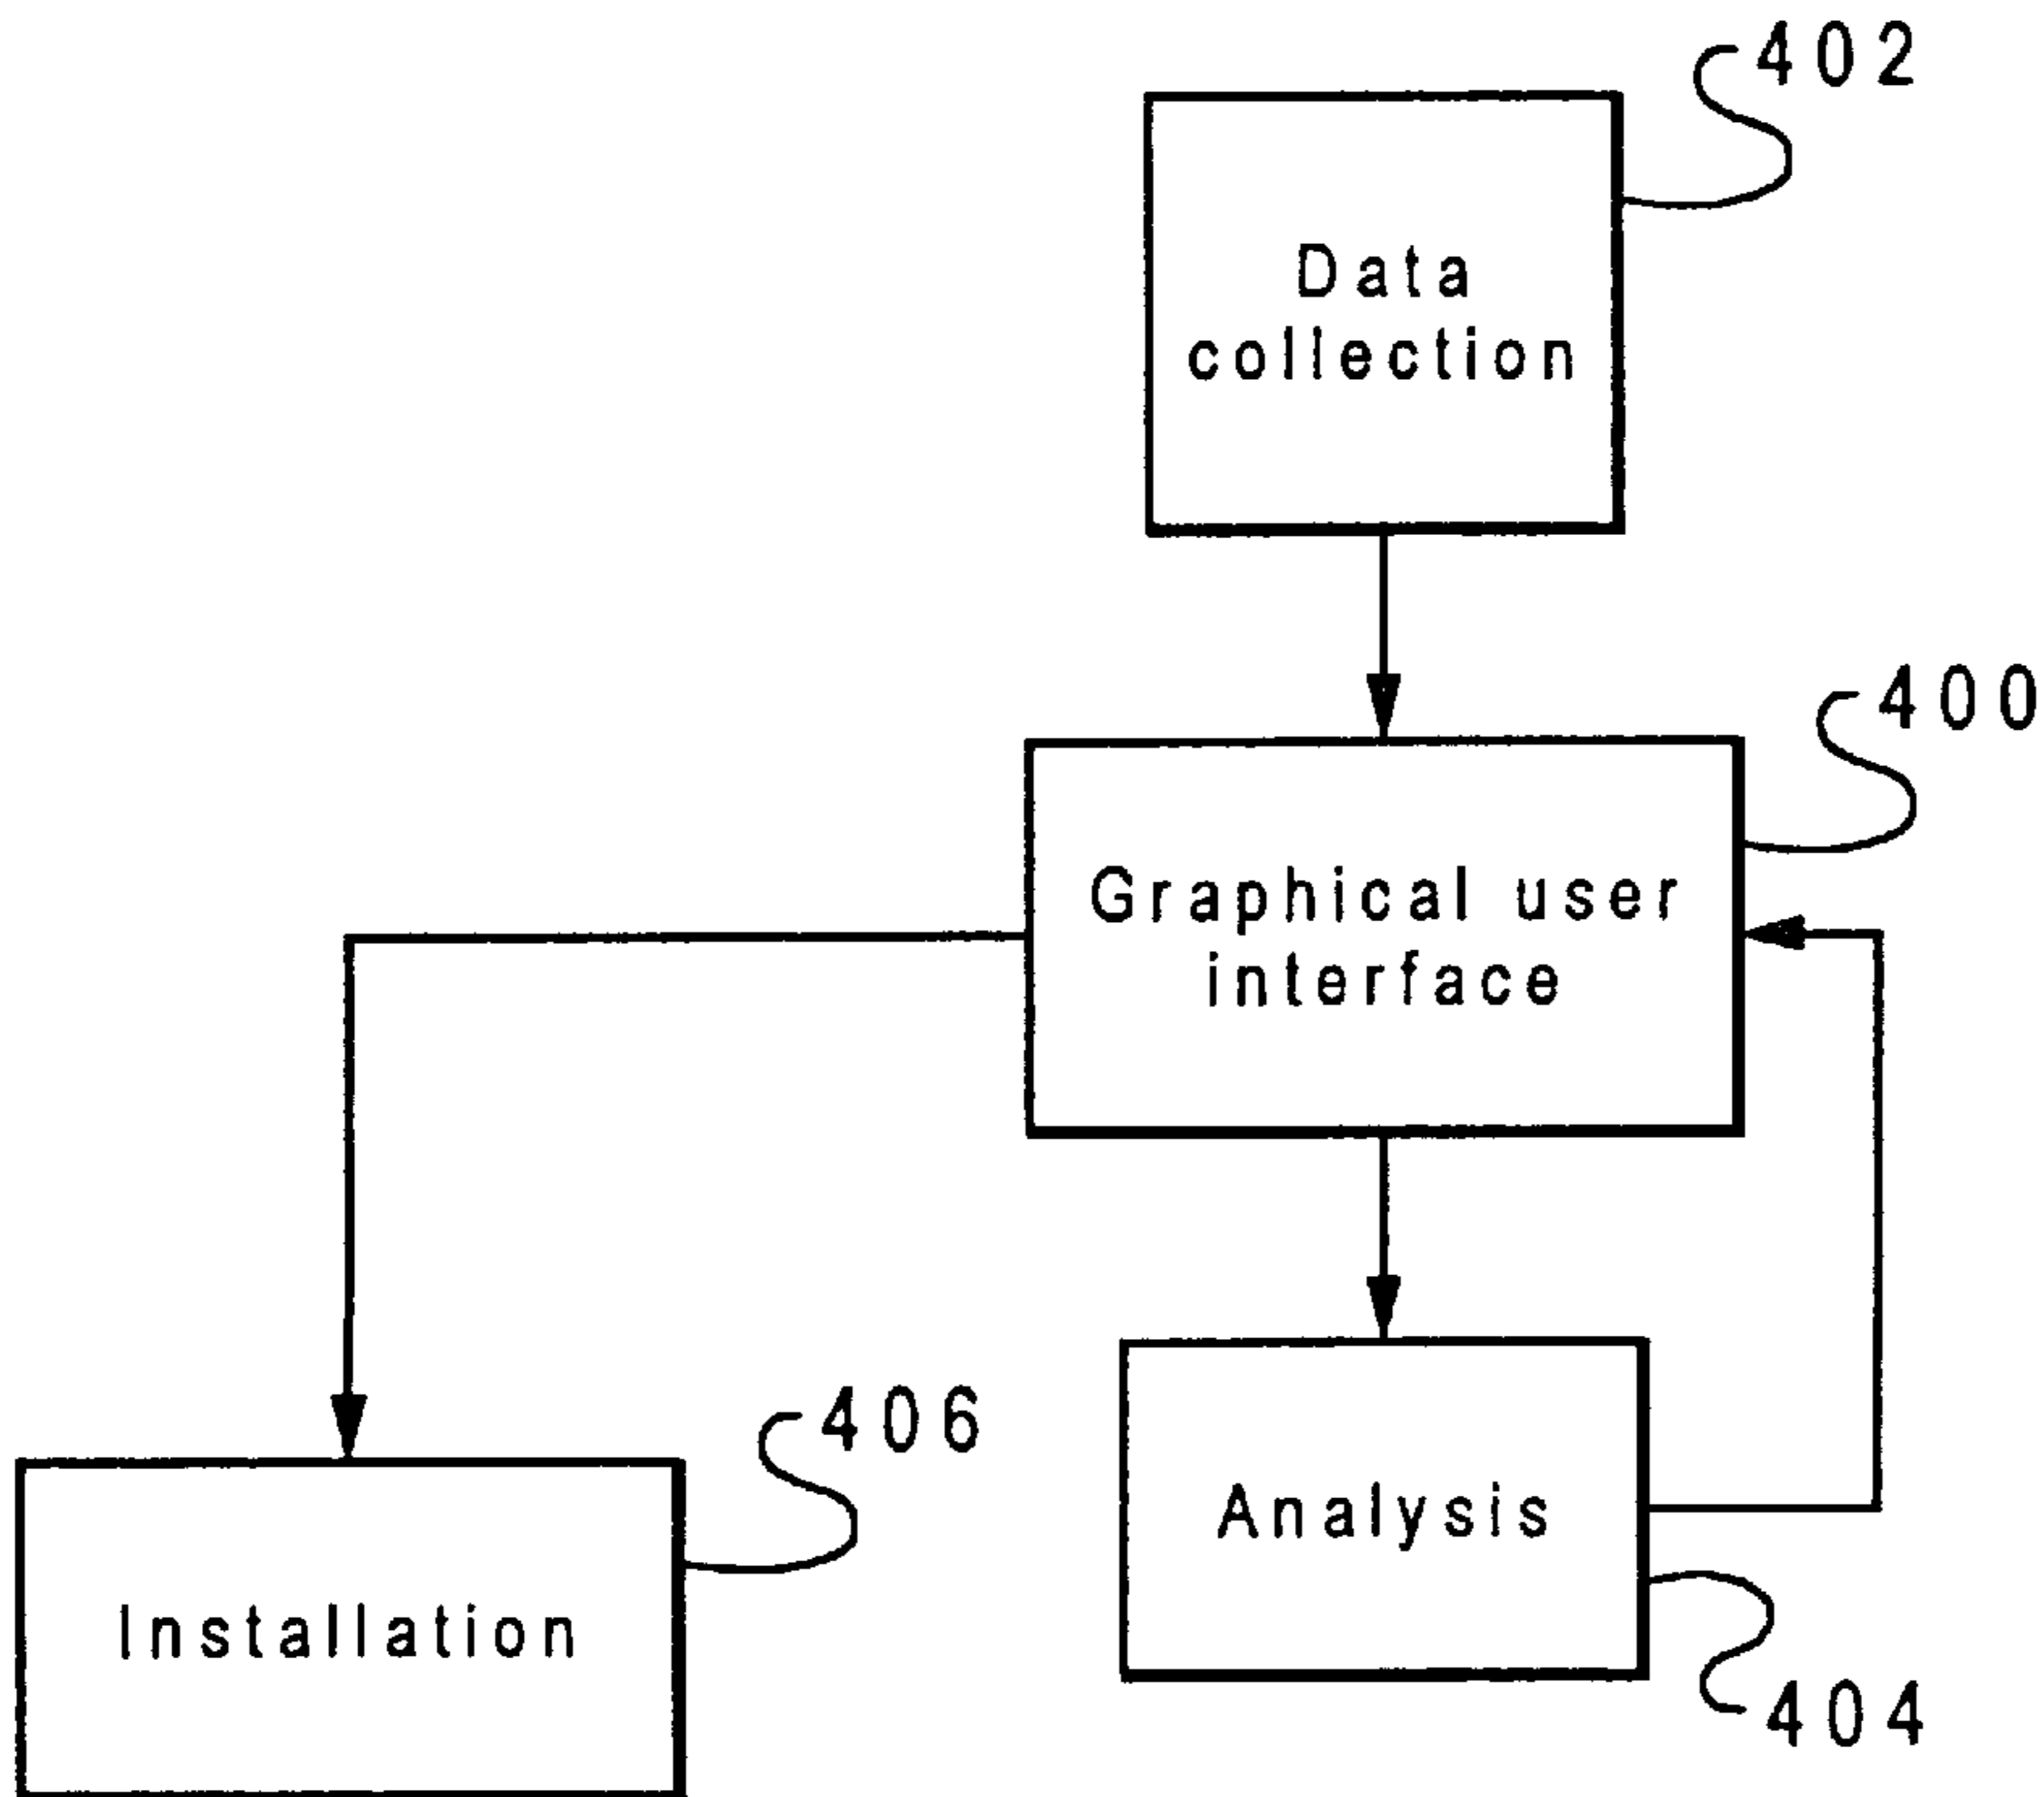 402
Data
collection
400
Graphical user
interface
406
Analysis
Installation
404